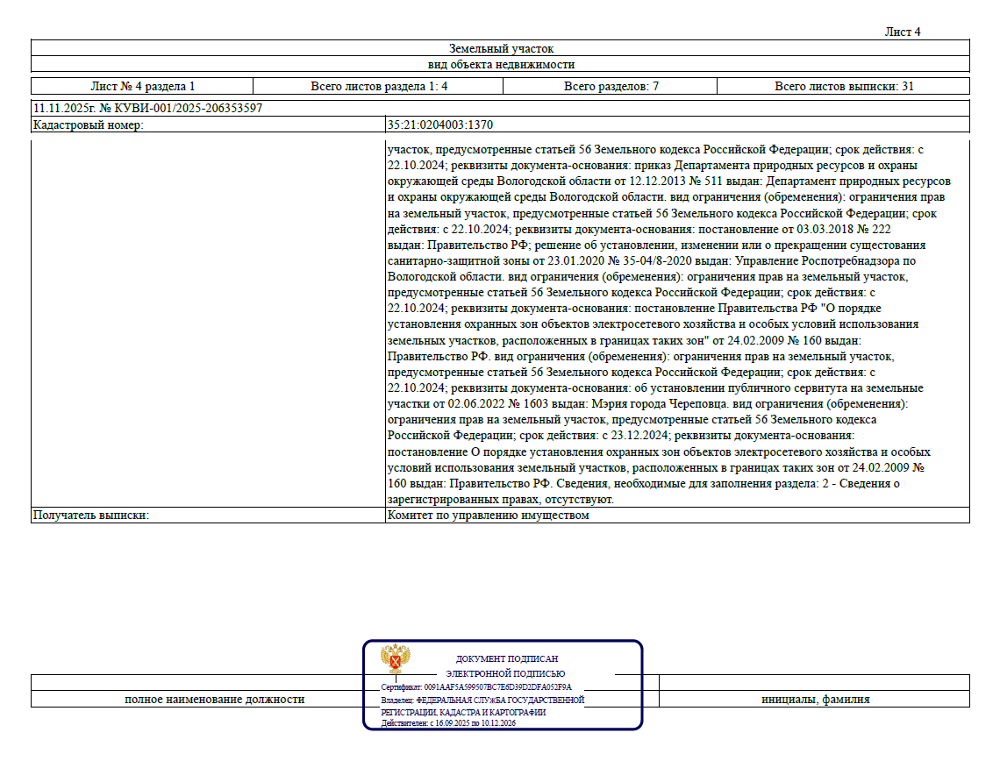 Лист 4
Земельный участок
вид объекта недвижимости
Лист № 4 раздела 1
Всего листов раздела 1: 4
Всего разделов: 7
Всего листов выписки: 31
11.11.2025г. № КУВИ-001/2025-206353597
Кадастровый номер:
35:21:0204003:1370
участок, предусмотренные статьей 56 Земельного кодекса Российской Федерации; срок действия: с
22.10.2024; реквизиты документа-основания: приказ Департамента природных ресурсов и охраны
окружающей среды Вологодской области от 12.12.2013 № 511 выдан: Департамент природных ресурсов
и охраны окружающей среды Вологодской области. вид ограничения (обременения): ограничения прав
на земельный участок, предусмотренные статьей 56 Земельного кодекса Российской Федерации; срок
действия: с 22.10.2024; реквизиты документа-основания: постановление от 03.03.2018 № 222
выдан: Правительство РФ; решение об установлении, изменении или о прекращении существования
санитарно-защитной зоны от 23.01.2020 № 35-04/8-2020 выдан: Управление Роспотребнадзора по
Вологодской области. вид ограничения (обременения): ограничения прав на земельный участок,
предусмотренные статьей 56 Земельного кодекса Российской Федерации; срок действия: с
22.10.2024; реквизиты документа-основания: постановление Правительства РФ "О порядке
установления охранных зон объектов электросетевого хозяйства и особых условий использования
земельных участков, расположенных в границах таких зон" от 24.02.2009 № 160 выдан:
Правительство РФ. вид ограничения (обременения): ограничения прав на земельный участок,
предусмотренные статьей 56 Земельного кодекса Российской Федерации; срок действия: с
22.10.2024; реквизиты документа-основания: об установлении публичного сервитута на земельные
участки от 02.06.2022 № 1603 выдан: Мэрия города Череповца. вид ограничения (обременения):
ограничения прав на земельный участок, предусмотренные статьей 56 Земельного кодекса
Российской Федерации; срок действия: с 23.12.2024; реквизиты документа-основания:
постановление О порядке установления охранных зон объектов электросетевого хозяйства и особых
условий использования земельный участков, расположенных в границах таких зон от 24.02.2009 №
160 выдан: Правительство РФ. Сведения, необходимые для заполнения раздела: 2 - Сведения о
зарегистрированных правах, отсутствуют.
Получатель выписки:
Комитет по управлению имуществом
ДОКУМЕНТ ПОДПИСАН
ЭЛЕКТРОННОЙ ПОДПИСЬЮ
Сертификат: 0091AAF5A599507BC7E6D39D2DFA052F9A
Владелец: ФЕДЕРАЛЬНАЯ СЛУЖБА ГОСУДАРСТВЕННОЙ
РЕГИСТРАЦИИ, КАДАСТРА И КАРТОГРАФИИ
Действителен: с 16.09.2025 по 10.12.2026
полное наименование должности
инициалы, фамилия